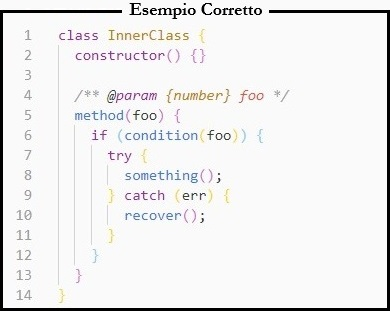 Esempio Corretto
1 class InnerClass {
2   constructor() {}
3
4   /** @param {number} foo */
5   method(foo) {
6     if (condition(foo)) {
7       try {
8         something();
9       } catch (err) {
10         recover();
11       }
12     }
13   }
14 }